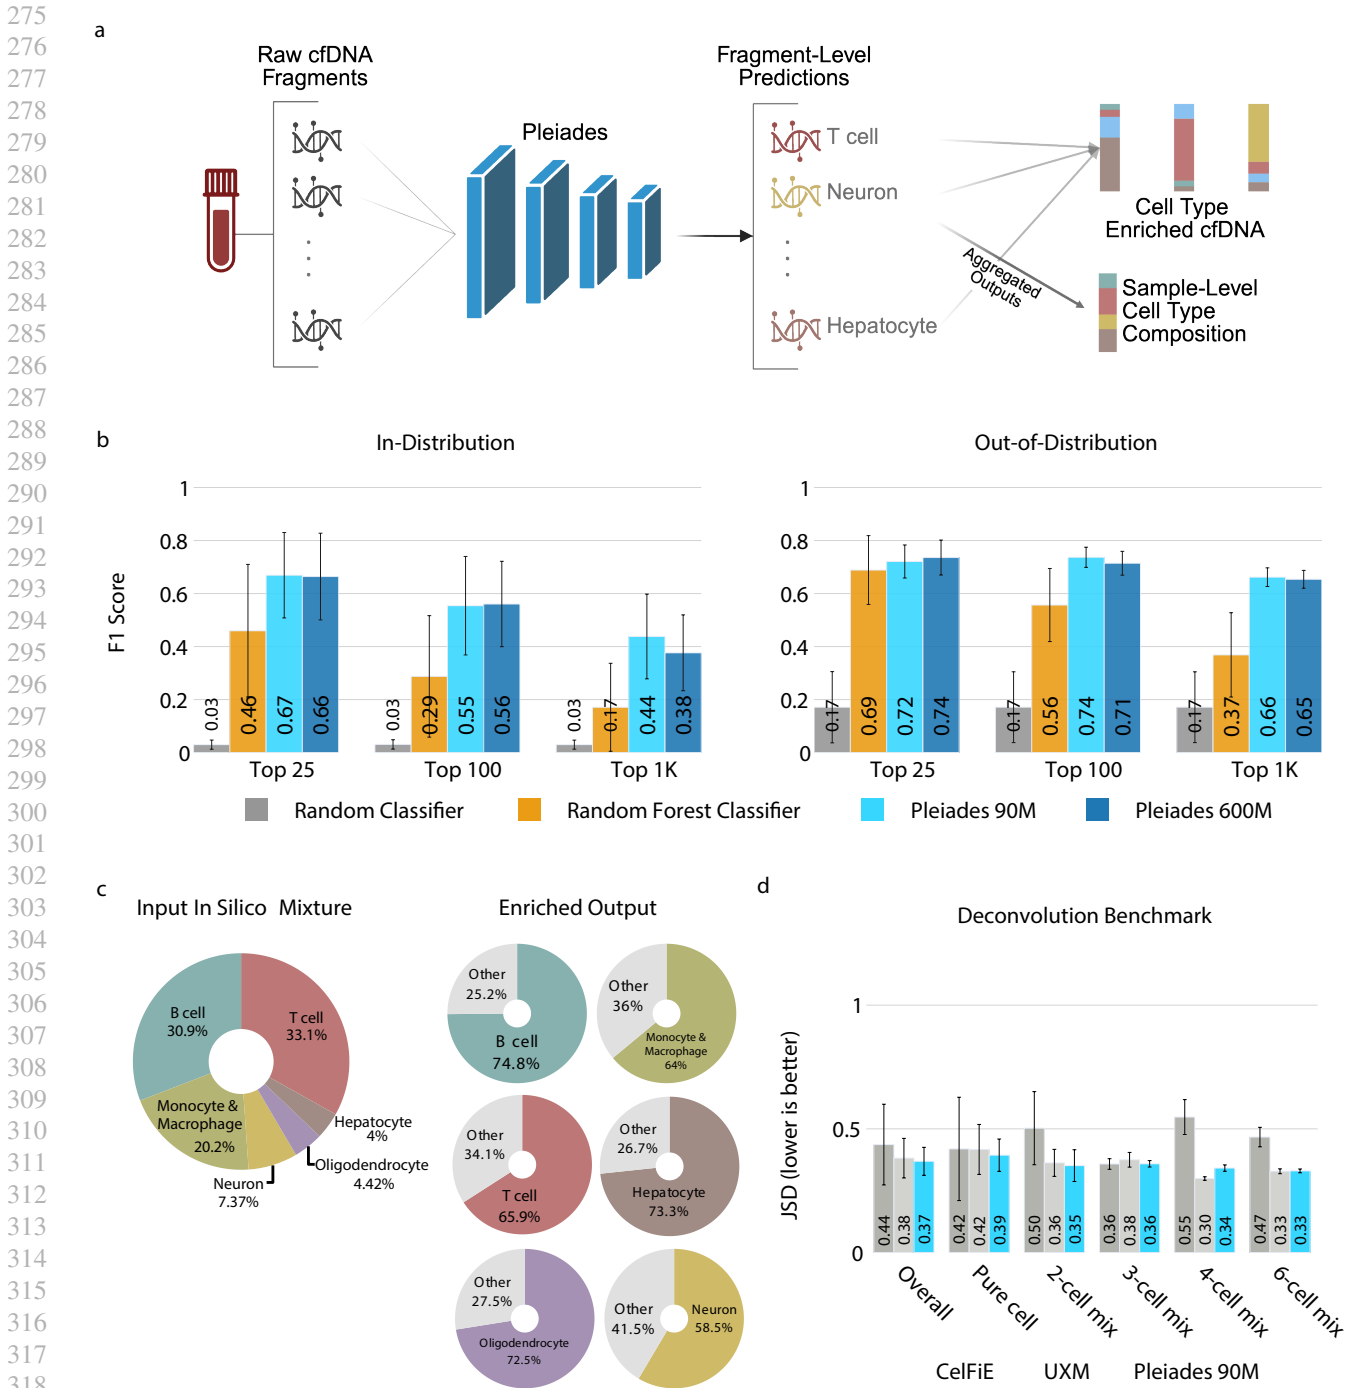 275
276
277
278
279
280
281
282
283
284
285
286
287
288
289
290
291
292
293
294
295
296
297
298
299
300
301
302
303
304
305
306
307
308
309
310
311
312
313
314
315
316
317
318
a
Raw cfDNA
Fragments
Pleiades
Fragment-Level
Predictions
T cell
Neuron
Hepatocyte
Aggregated
Outputs
Cell Type
Enriched cfDNA
Sample-Level
Cell Type
Composition
b
In-Distribution
F1 Score
1
0.8
0.6
0.4
0.2
0
0.03
0.46
0.67
0.66
0.03
0.29
0.55
0.56
0.03
0.17
0.44
0.38
Top 25
Top 100
Top 1K
Out-of-Distribution
1
0.8
0.6
0.4
0.2
0
0.17
0.69
0.72
0.74
0.17
0.56
0.74
0.71
0.17
0.37
0.66
0.65
Top 25
Top 100
Top 1K
Random Classifier
Random Forest Classifier
Pleiades 90M
Pleiades 600M
c
Input In Silico Mixture
B cell
30.9%
T cell
33.1%
Monocyte &
Macrophage
20.2%
Hepatocyte
4%
Oligodendrocyte
4.42%
Neuron
7.37%
Enriched Output
Other
25.2%
B cell
74.8%
Other
36%
Monocyte &
Macrophage
64%
Other
34.1%
T cell
65.9%
Other
26.7%
Hepatocyte
73.3%
Other
27.5%
Oligodendrocyte
72.5%
Other
41.5%
Neuron
58.5%
d
Deconvolution Benchmark
JSD (lower is better)
1
0.5
0
0.44
0.38
0.37
0.42
0.42
0.39
0.50
0.36
0.35
0.36
0.38
0.36
0.55
0.30
0.34
0.47
0.33
0.33
Overall
Pure cell
2-cell mix
3-cell mix
4-cell mix
6-cell mix
CelFiE
UXM
Pleiades 90M